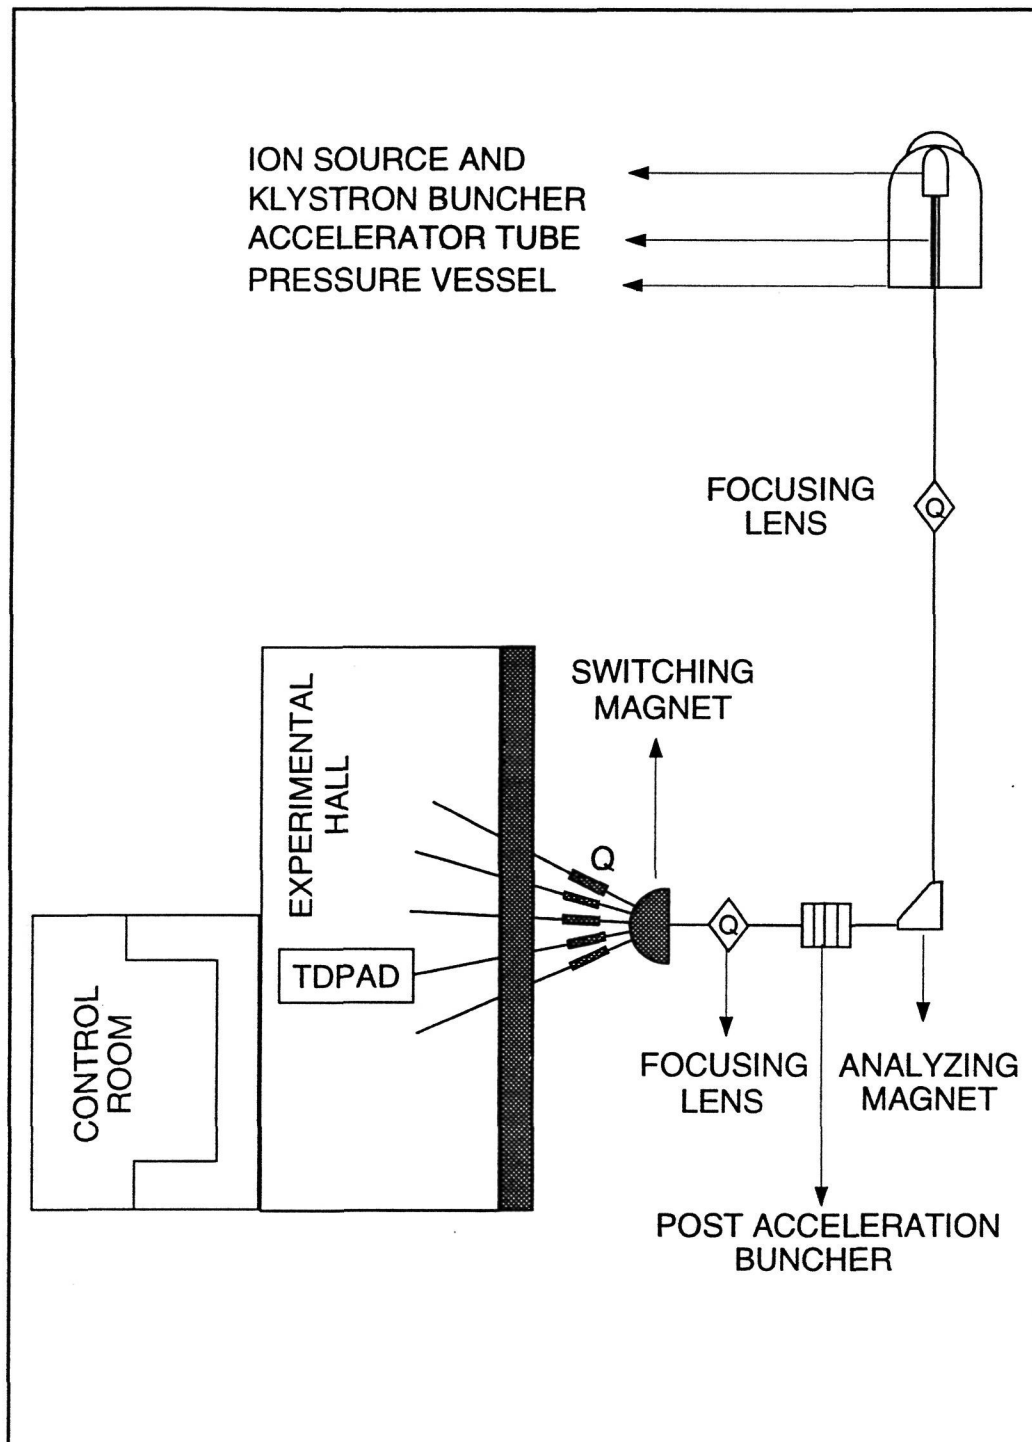 ION SOURCE AND
KLYSTRON BUNCHER
ACCELERATOR TUBE
PRESSURE VESSEL
FOCUSING
LENS
Q
SWITCHING
MAGNET
EXPERIMENTAL
HALL
Q
Q
TDPAD
CONTROL
ROOM
FOCUSING
LENS
ANALYZING
MAGNET
POST ACCELERATION
BUNCHER